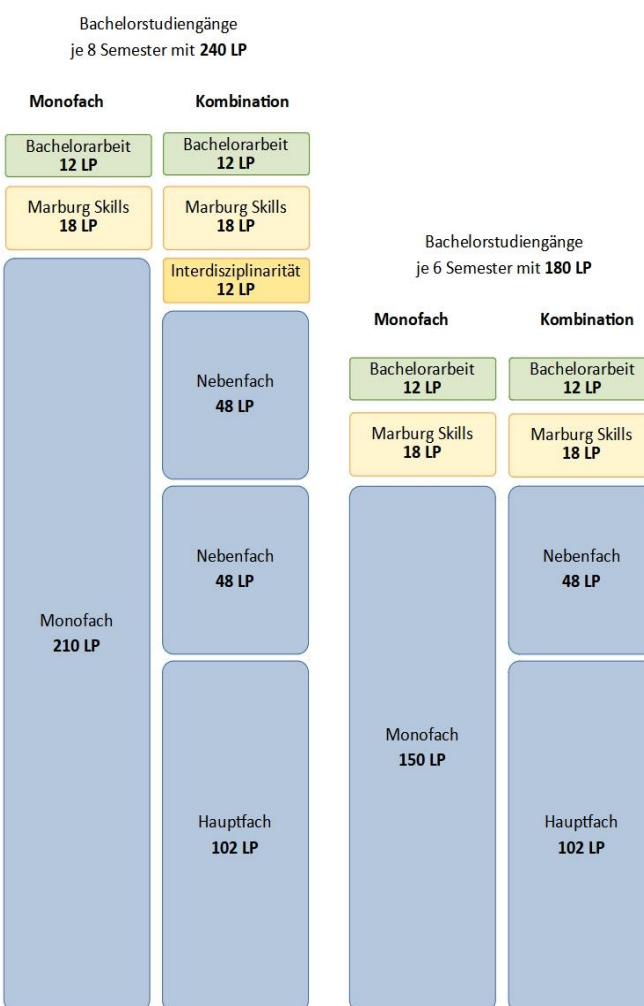 Bachelorstudiengänge
je 8 Semester mit 240 LP
Monofach
Kombination
Bachelorarbeit
12 LP
Marburg Skills
18 LP
Monofach
210 LP
Bachelorarbeit
12 LP
Marburg Skills
18 LP
Interdisziplinarität
12 LP
Nebenfach
48 LP
Nebenfach
48 LP
Hauptfach
102 LP
Bachelorstudiengänge
je 6 Semester mit 180 LP
Monofach
Kombination
Bachelorarbeit
12 LP
Marburg Skills
18 LP
Monofach
150 LP
Bachelorarbeit
12 LP
Marburg Skills
18 LP
Nebenfach
48 LP
Hauptfach
102 LP